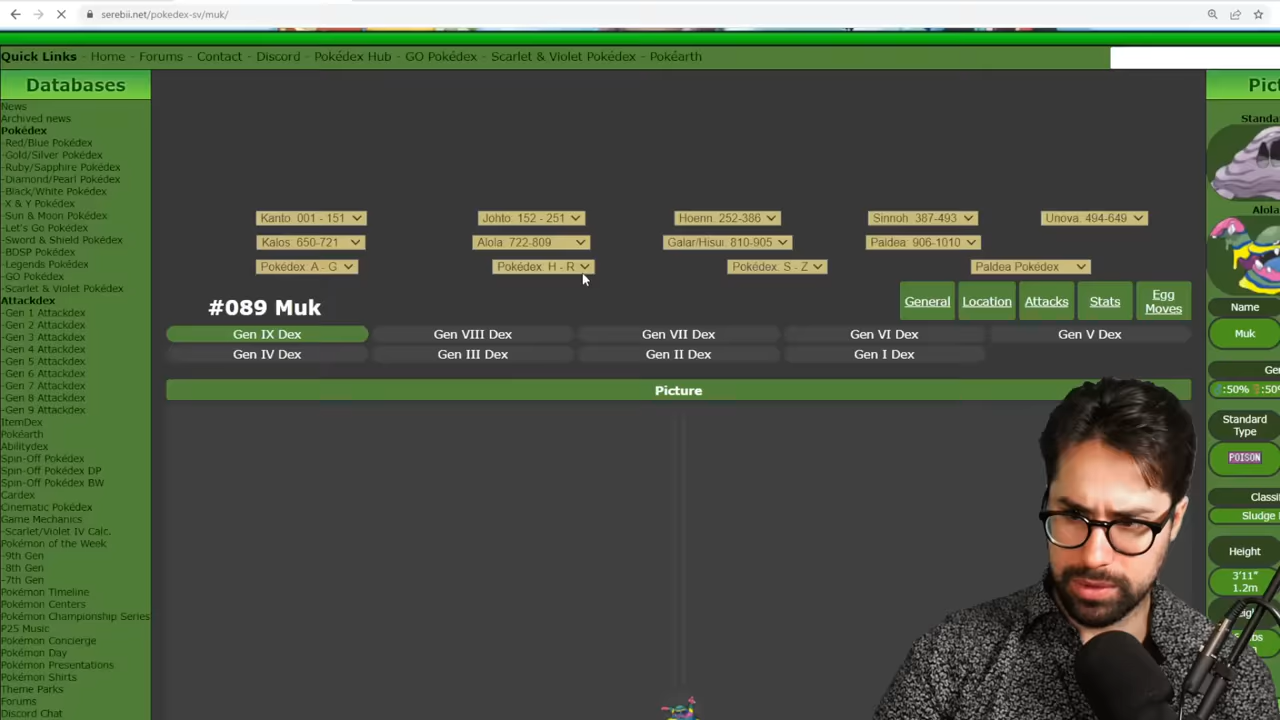 serebii.net/pokedex-sv/muk/
Quick Links - Home - Forums - Contact - Discord - Pokédex Hub - GO Pokédex - Scarlet & Violet Pokédex - Pokéarth
Databases
News
Archived news
Pokédex
-Red/Blue Pokédex
-Gold/Silver Pokédex
-Ruby/Sapphire Pokédex
-Diamond/Pearl Pokédex
-Black/White Pokédex
-X & Y Pokédex
-Sun & Moon Pokédex
-Let's Go Pokédex
-Sword & Shield Pokédex
-BDSP Pokédex
-Legends Pokédex
-GO Pokédex
-Scarlet & Violet Pokédex
Attackdex
-Gen 1 Attackdex
-Gen 2 Attackdex
-Gen 3 Attackdex
-Gen 4 Attackdex
-Gen 5 Attackdex
-Gen 6 Attackdex
-Gen 7 Attackdex
-Gen 8 Attackdex
-Gen 9 Attackdex
ItemDex
Pokéarth
Abilitydex
Spin-Off Pokédex
Spin-Off Pokédex DP
Spin-Off Pokédex BW
Cardex
Cinematic Pokédex
Game Mechanics
-Scarlet/Violet IV Calc.
Pokémon of the Week
-9th Gen
-8th Gen
-7th Gen
Pokémon Timeline
Pokémon Centers
Pokémon Championship Series
P25 Music
Pokémon Concierge
Pokémon Day
Pokémon Presentations
Pokémon Shirts
Theme Parks
Forums
Discord Chat
Kanto: 001 - 151 Johto: 152 - 251 Hoenn: 252-386 Sinnoh: 387-493 Unova: 494-649
Kalos: 650-721 Alola: 722-809 Galar/Hisui: 810-905 Paldea: 906-1010
Pokédex: A - G Pokédex: H - R Pokédex: S - Z Paldea Pokédex
#089 Muk
General Location Attacks Stats Egg Moves
Gen IX Dex Gen VIII Dex Gen VII Dex Gen VI Dex Gen V Dex
Gen IV Dex Gen III Dex Gen II Dex Gen I Dex
Picture
Pict
Standa
Alola
Name
Muk
Gen
:50% :50%
Standard
Type
POISON
Classi
Sludge
Height
3'11"
1.2m